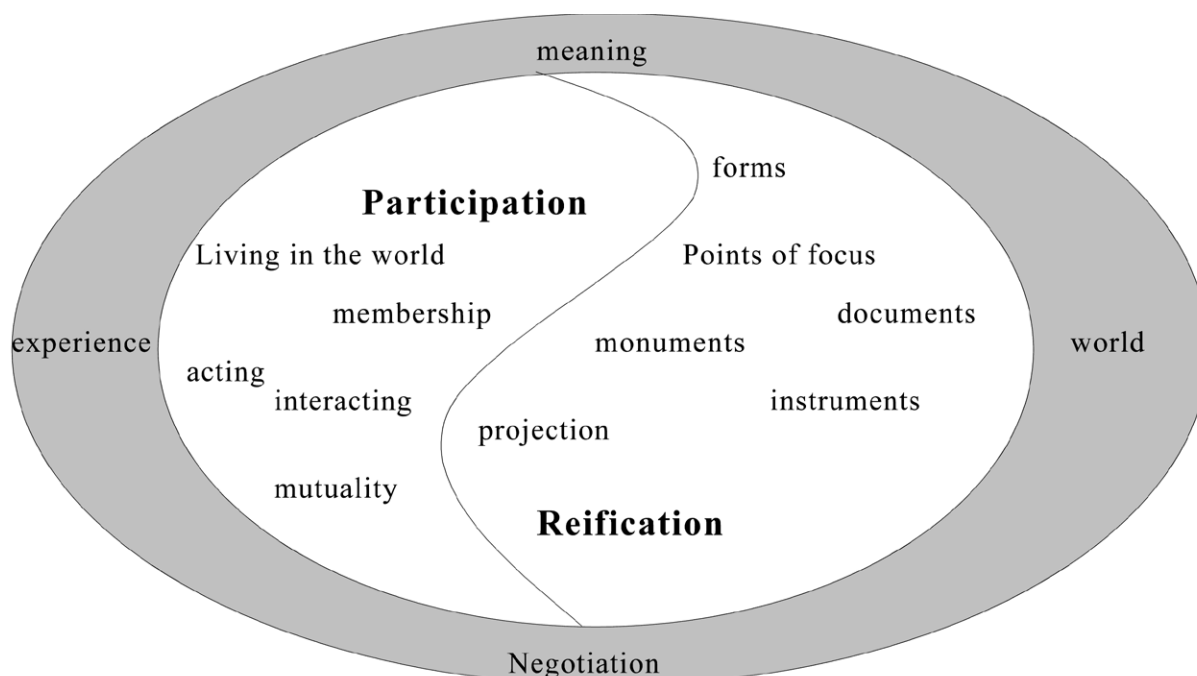 meaning
forms
Participation
Living in the world
Points of focus
membership
documents
experience
monuments
world
acting
interacting
instruments
projection
mutuality
Reification
Negotiation